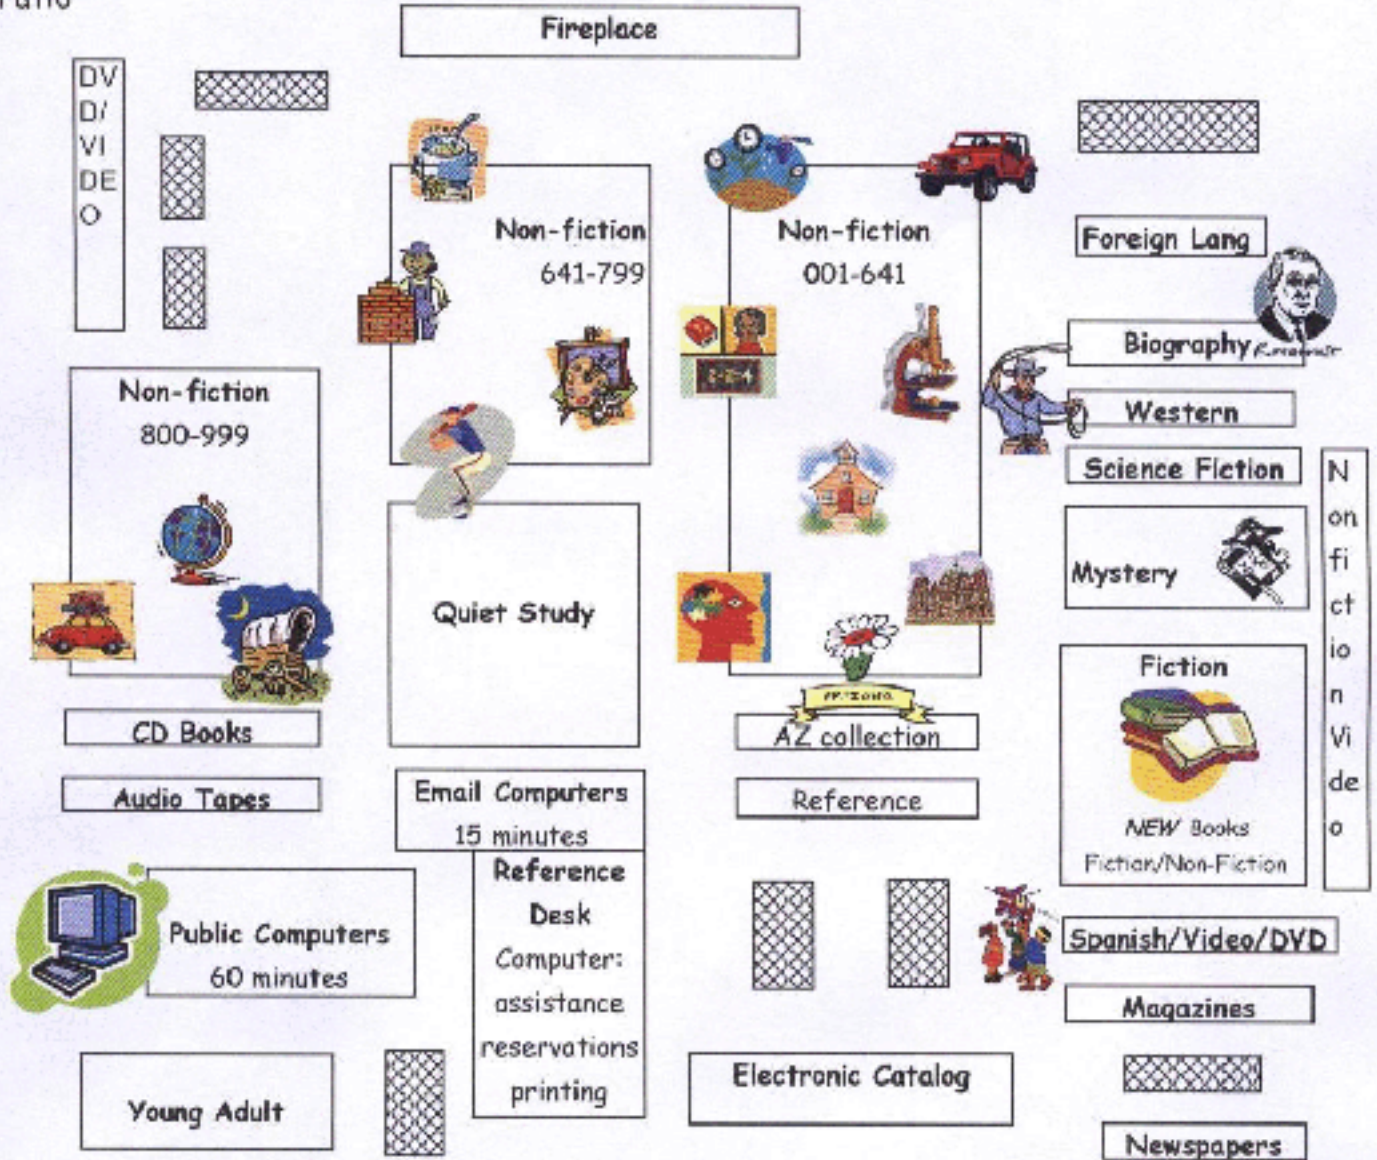 Fireplace
DV
D/
VI
DE
O
Non-fiction
641-799
Non-fiction
001-641
Foreign Lang
Biography
Western
Science Fiction
Mystery
N
on
fi
ct
io
n
Vi
de
o
Non-fiction
800-999
Quiet Study
Fiction
NEW Books
Fiction/Non-Fiction
CD Books
Audio Tapes
ARIZONA
AZ collection
Reference
Email Computers
15 minutes
Reference
Desk
Computer:
assistance
reservations
printing
Public Computers
60 minutes
Spanish/Video/DVD
Magazines
Young Adult
Electronic Catalog
Newspapers